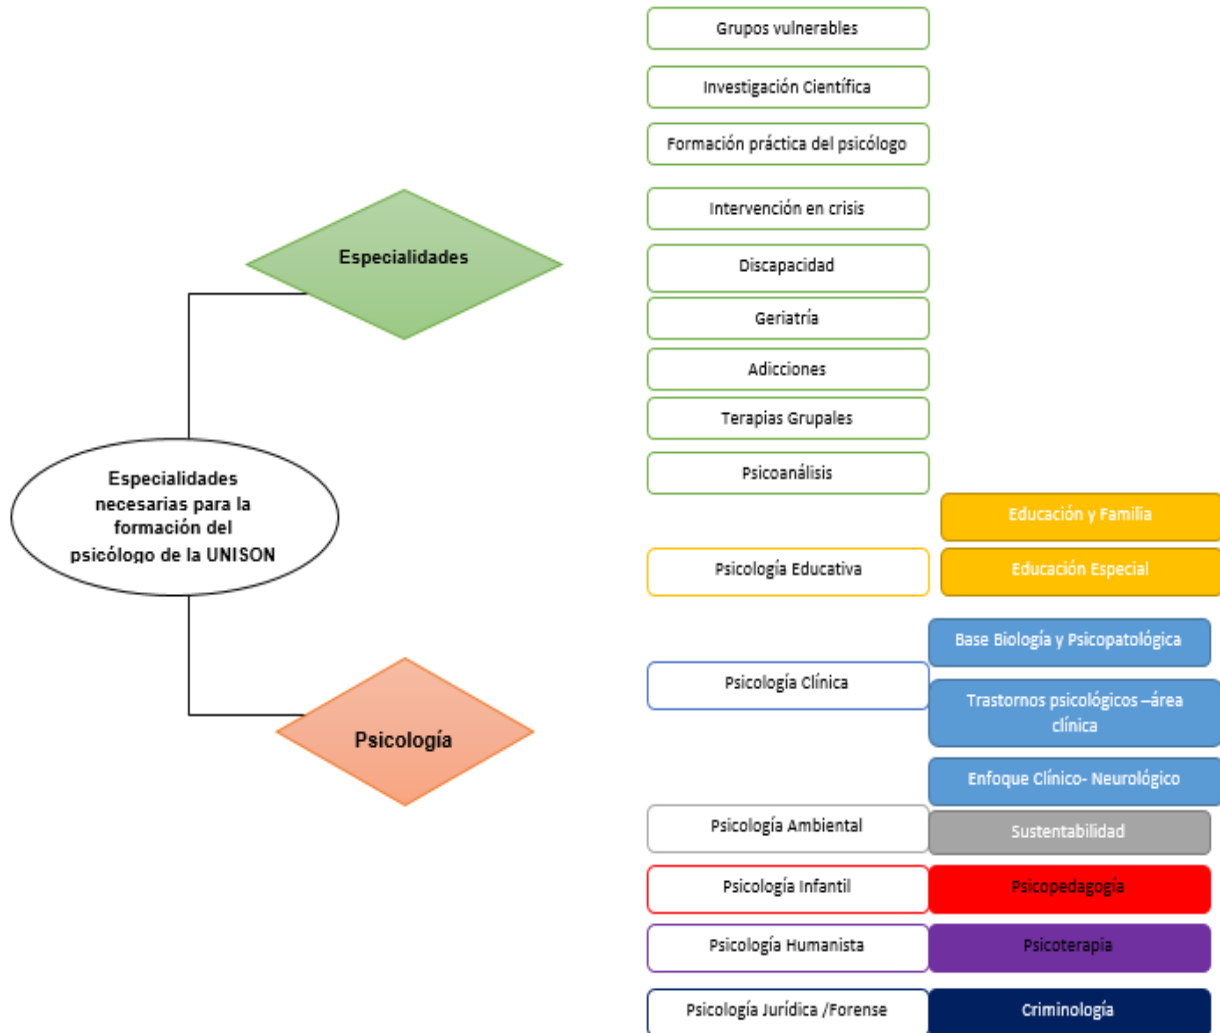 Grupos vulnerables
Investigación Científica
Formación práctica del psicólogo
Intervención en crisis
Especialidades
Discapacidad
Geriatría
Adicciones
Terapias Grupales
Psicoanálisis
Especialidades
necesarias para la
formación del
psicólogo de la UNISON
Educación y Familia
Psicología Educativa
Educación Especial
Base Biología y Psicopatológica
Psicología Clínica
Trastornos psicológicos –área
clínica
Psicología
Enfoque Clínico- Neurológico
Psicología Ambiental
Sustentabilidad
Psicología Infantil
Psicopedagogía
Psicología Humanista
Psicoterapia
Psicología Jurídica /Forense
Criminología